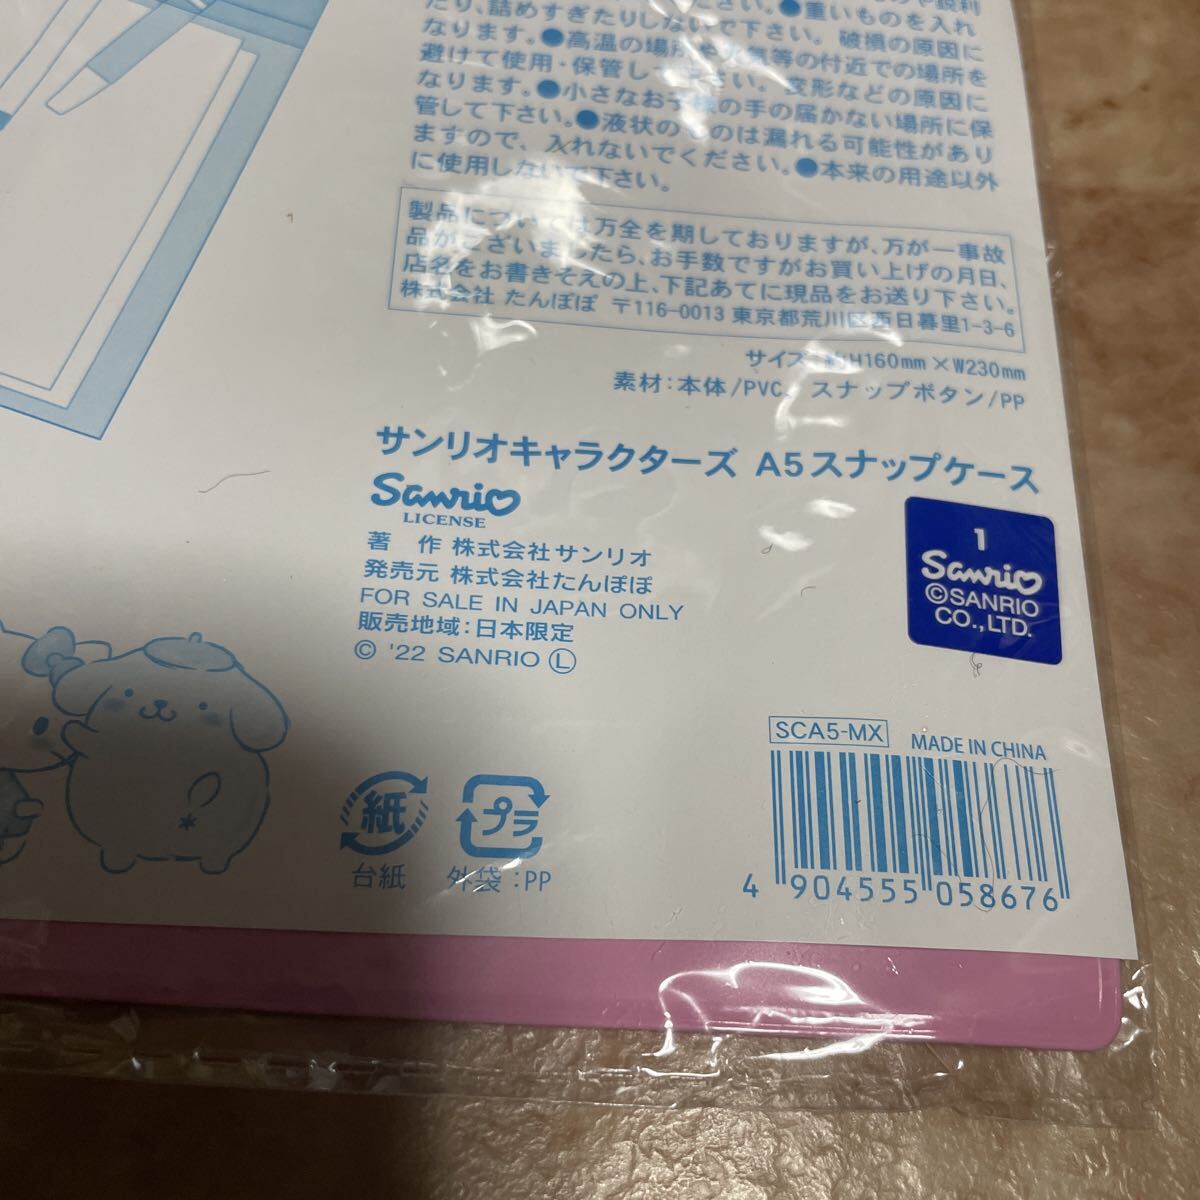 たり、詰めすぎたりしないで下さい。破損の原因に
なります。●高温の場所や火気等の付近での場所を
避けて使用・保管して下さい。変形などの原因に
なります。●小さなお子様の手の届かない場所に保
管して下さい。●液状のものは漏れる可能性があり
ますので、入れないでください。●本来の用途以外
に使用しないで下さい。
製品については万全を期しておりますが、万が一事故
品がございましたら、お手数ですがお買い上げの月日、
店名をお書きそえの上、下記あてに現品をお送り下さい。
株式会社 たんぽぽ 〒116-0013 東京都荒川区西日暮里1-3-6
サイズ:約H160mm×W230mm
素材:本体/PVC、スナップボタン/PP
サンリオキャラクターズ A5スナップケース
Sanrio
LICENSE
著 作 株式会社サンリオ
発売元 株式会社たんぽぽ
FOR SALE IN JAPAN ONLY
販売地域:日本限定
© '22 SANRIO Ⓛ
1
Sanrio
©SANRIO
CO.,LTD.
SCA5-MX MADE IN CHINA
4 904555 058676
紙
台紙
プラ
外袋:PP